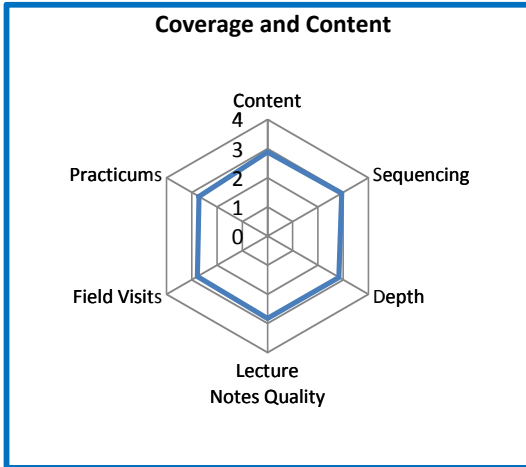 Coverage and Content
Content
4
3
2
1
0
Practicums
Sequencing
Field Visits
Depth
Lecture
Notes Quality